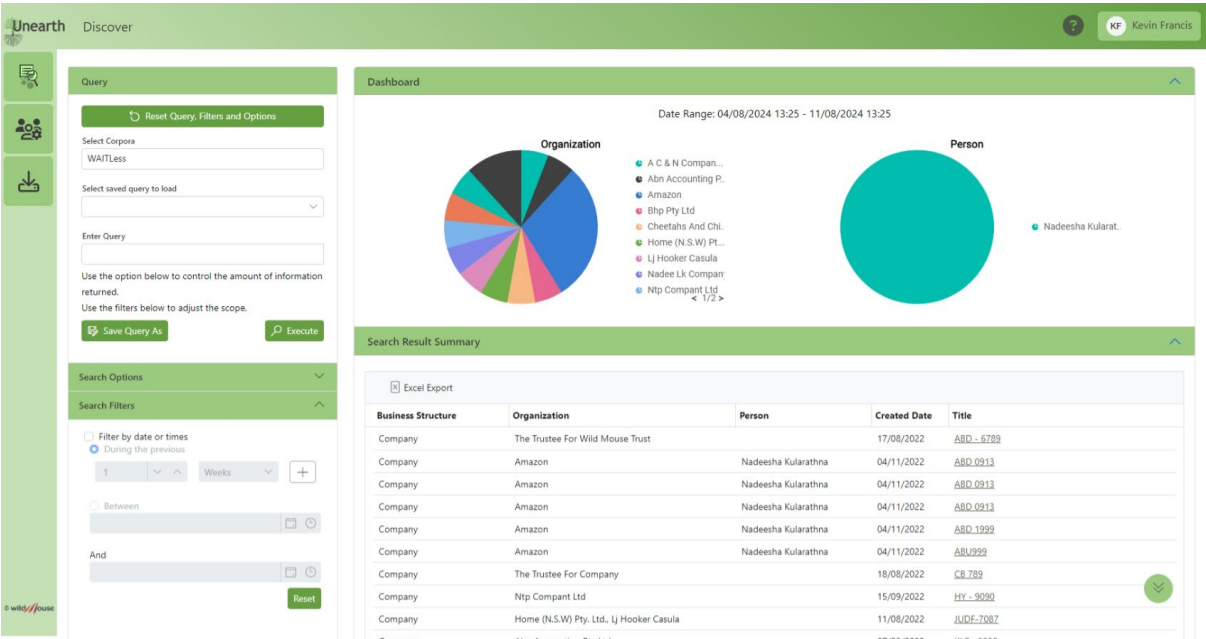 Unearth Discover
? KF Kevin Francis
Query
Reset Query, Filters and Options
Select Corpora
WAITLess
Select saved query to load
Enter Query
Use the option below to control the amount of information
returned.
Use the filters below to adjust the scope.
Save Query As Execute
Search Options
Search Filters
Filter by date or times
During the previous
1 Weeks +
Between
And
Reset
© wildMouse
Dashboard
Date Range: 04/08/2024 13:25 - 11/08/2024 13:25
Organization
A C & N Compan...
Abn Accounting P..
Amazon
Bhp Pty Ltd
Cheetahs And Chi..
Home (N.S.W) Pt...
Lj Hooker Casula
Nadee Lk Company
Ntp Compant Ltd
< 1/2 >
Person
Nadeesha Kularat..
Search Result Summary
Excel Export
Business Structure Organization Person Created Date Title
Company The Trustee For Wild Mouse Trust 17/08/2022 ABD - 6789
Company Amazon Nadeesha Kularathna 04/11/2022 ABD 0913
Company Amazon Nadeesha Kularathna 04/11/2022 ABD 0913
Company Amazon Nadeesha Kularathna 04/11/2022 ABD 0913
Company Amazon Nadeesha Kularathna 04/11/2022 ABD 1999
Company Amazon Nadeesha Kularathna 04/11/2022 ABU999
Company The Trustee For Company 18/08/2022 CB 789
Company Ntp Compant Ltd 15/09/2022 HY - 9090
Company Home (N.S.W) Pty. Ltd., Lj Hooker Casula 11/08/2022 JUDF-7087